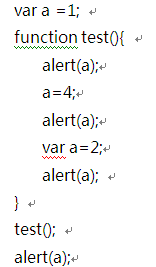 var a =1;
function test(){
    alert(a);
    a=4;
    alert(a);
    var a=2;
    alert(a);
}
test();
alert(a);